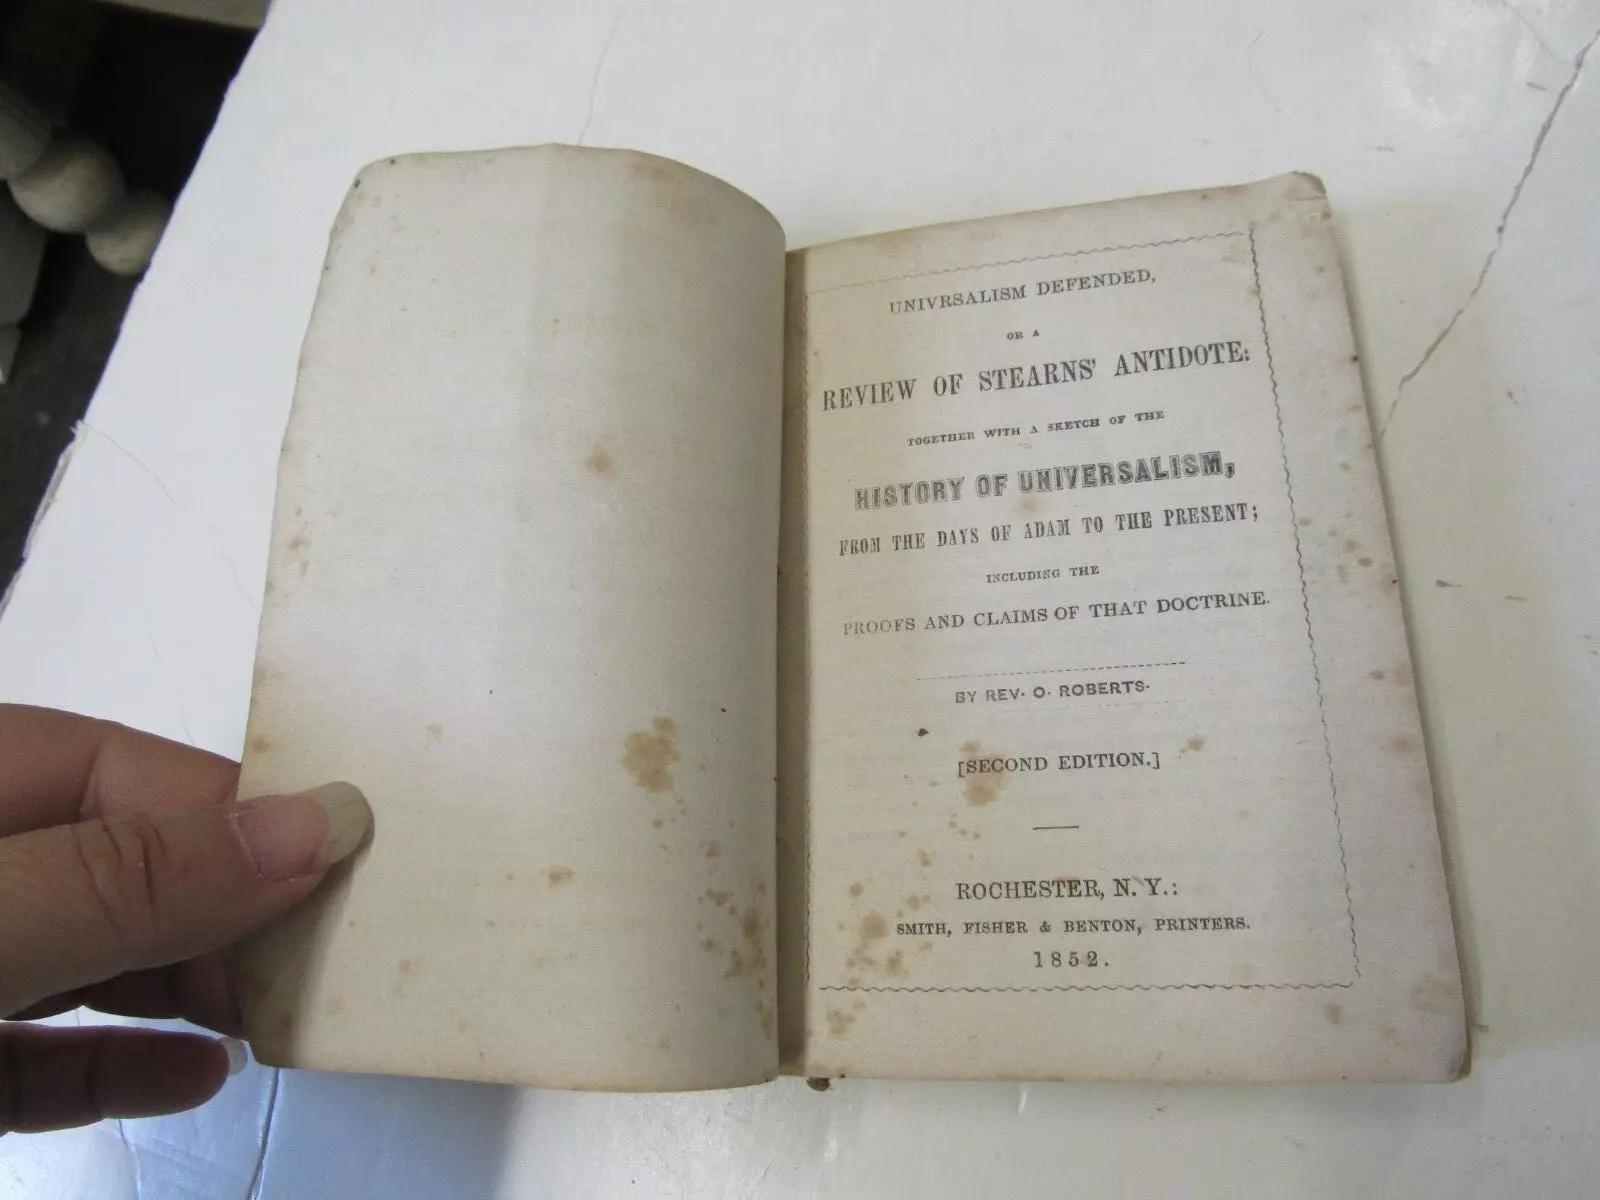 UNIVRSALISM DEFENDED,
OR A
REVIEW OF STEARNS' ANTIDOTE:
TOGETHER WITH A SKETCH OF THE
HISTORY OF UNIVERSALISM,
FROM THE DAYS OF ADAM TO THE PRESENT;
INCLUDING THE
PROOFS AND CLAIMS OF THAT DOCTRINE.
BY REV. O. ROBERTS.
[SECOND EDITION.]
ROCHESTER, N. Y.:
SMITH, FISHER & BENTON, PRINTERS.
1852.